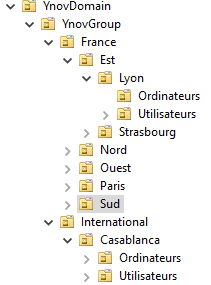 YnovDomain
YnovGroup
France
Est
Lyon
Ordinateurs
Utilisateurs
Strasbourg
Nord
Ouest
Paris
Sud
International
Casablanca
Ordinateurs
Utilisateurs